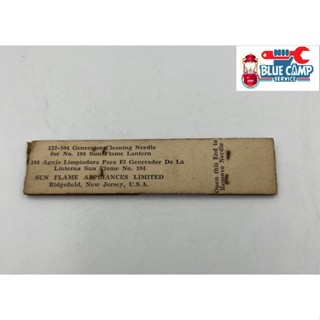 BLUE CAMP
SERVICE
122-104 Generator Cleaning Needle
for No. 104 Sun Flame Lantern
104 Aguja Limpiadora Para El Generador De La
Linterna Sun Flame No. 104
SUN FLAME APPLIANCES LIMITED
Ridgefield, New Jersey, U.S.A.
Open this End to
Remove Needle